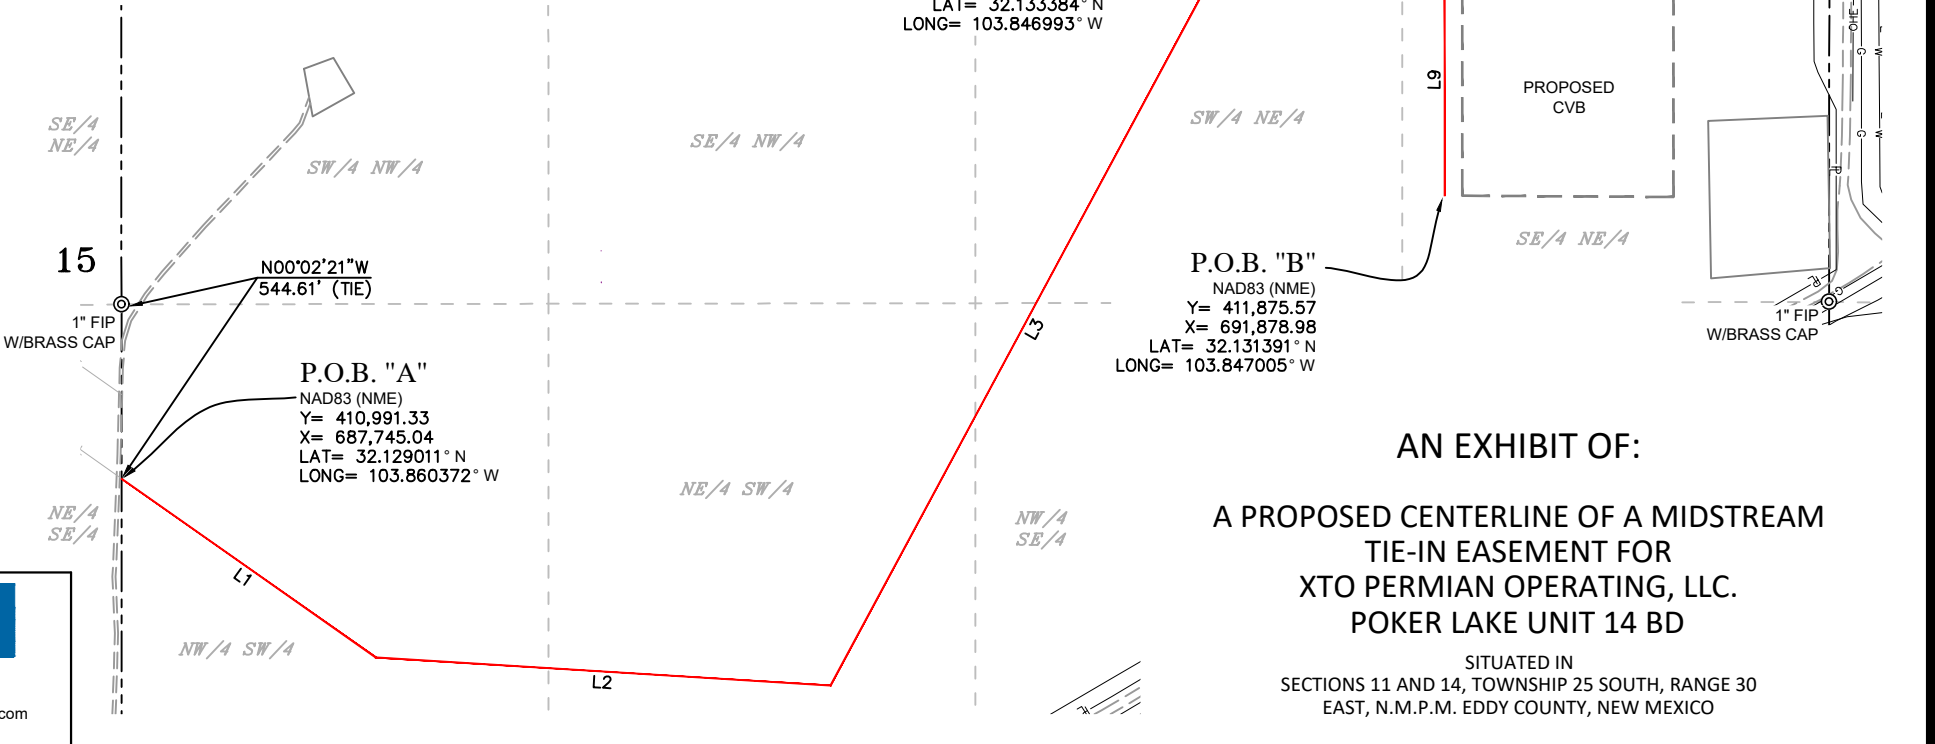 LAT= 32.133384° N
LONG= 103.846993° W
OHE
G
W
G
W
PL
L9
PROPOSED
CVB
SE/4
NE/4
SW/4 NW/4
SE/4 NW/4
SW/4 NE/4
SE/4 NE/4
15
N00°02'21"W
544.61' (TIE)
1" FIP
W/BRASS CAP
P.O.B. "A"
NAD83 (NME)
Y= 410,991.33
X= 687,745.04
LAT= 32.129011° N
LONG= 103.860372° W
P.O.B. "B"
NAD83 (NME)
Y= 411,875.57
X= 691,878.98
LAT= 32.131391° N
LONG= 103.847005° W
L3
PL
G
1" FIP
W/BRASS CAP
NE/4
SE/4
NE/4 SW/4
NW/4
SE/4
L1
NW/4 SW/4
L2
PL
AN EXHIBIT OF:
A PROPOSED CENTERLINE OF A MIDSTREAM
TIE-IN EASEMENT FOR
XTO PERMIAN OPERATING, LLC.
POKER LAKE UNIT 14 BD
SITUATED IN
SECTIONS 11 AND 14, TOWNSHIP 25 SOUTH, RANGE 30
EAST, N.M.P.M. EDDY COUNTY, NEW MEXICO
com